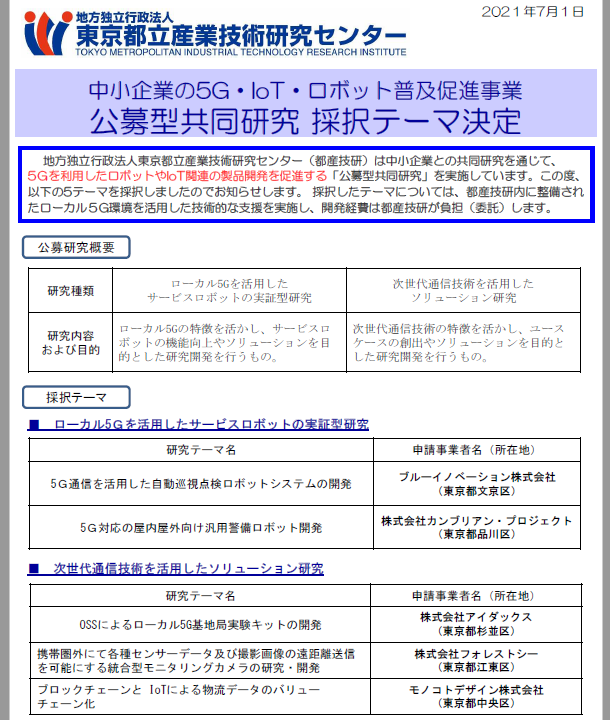 2021年7月1日
地方独立行政法人
東京都立産業技術研究センター
TOKYO METROPOLITAN INDUSTRIAL TECHNOLOGY RESEARCH INSTITUTE
中小企業の5G・IoT・ロボット普及促進事業
公募型共同研究 採択テーマ決定
地方独立行政法人東京都立産業技術研究センター(都産技研)は中小企業との共同研究を通じて、
5Gを利用したロボットやIoT関連の製品開発を促進する「公募型共同研究」を実施しています。この度、
以下の5テーマを採択しましたのでお知らせします。 採択したテーマについては、都産技研内に整備され
たローカル5G環境を活用した技術的な支援を実施し、開発経費は都産技研が負担(委託)します。
公募研究概要
研究種類
ローカル5Gを活用した
サービスロボットの実証型研究
次世代通信技術を活用した
ソリューション研究
研究内容
および目的
ローカル5Gの特徴を活かし、サービスロ
ボットの機能向上やソリューションを目
的とした研究開発を行うもの。
次世代通信技術の特徴を活かし、ユース
ケースの創出やソリューションを目的と
した研究開発を行うもの。
採択テーマ
■ ローカル5Gを活用したサービスロボットの実証型研究
研究テーマ名 申請事業者名(所在地)
5G通信を活用した自動巡視点検ロボットシステムの開発
ブルーイノベーション株式会社
(東京都文京区)
5G対応の屋内屋外向け汎用警備ロボット開発
株式会社カンブリアン・プロジェクト
(東京都品川区)
■ 次世代通信技術を活用したソリューション研究
研究テーマ名 申請事業者名(所在地)
OSSによるローカル5G基地局実験キットの開発
株式会社アイダックス
(東京都杉並区)
携帯圏外にて各種センサーデータ及び撮影画像の遠距離送信
を可能にする統合型モニタリングカメラの研究・開発
株式会社フォレストシー
(東京都江東区)
ブロックチェーンと IoTによる物流データのバリュー
チェーン化
モノコトデザイン株式会社
(東京都中央区)